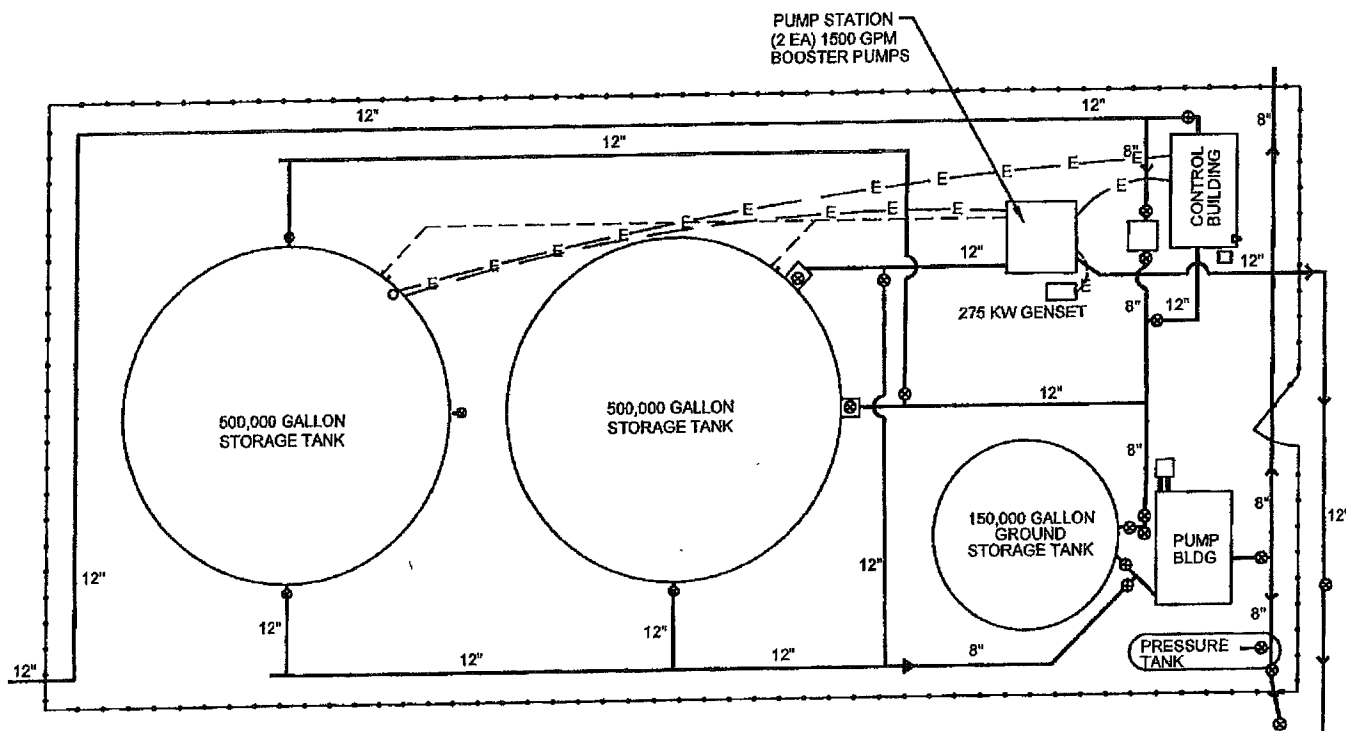 PUMP STATION
(2 EA) 1500 GPM
BOOSTER PUMPS
12"
12"
12"
8"
8"
E
E
E
E
E
E
CONTROL
BUILDING
E
E
E
E
E
E
E
E
E
E
12"
12"
E
275 KW GENSET
8"
12"
500,000 GALLON
STORAGE TANK
500,000 GALLON
STORAGE TANK
12"
8"
150,000 GALLON
GROUND
STORAGE TANK
PUMP
BLDG
8"
12"
12"
12"
8"
12"
12"
PRESSURE
TANK
12"
12"
12"
8"